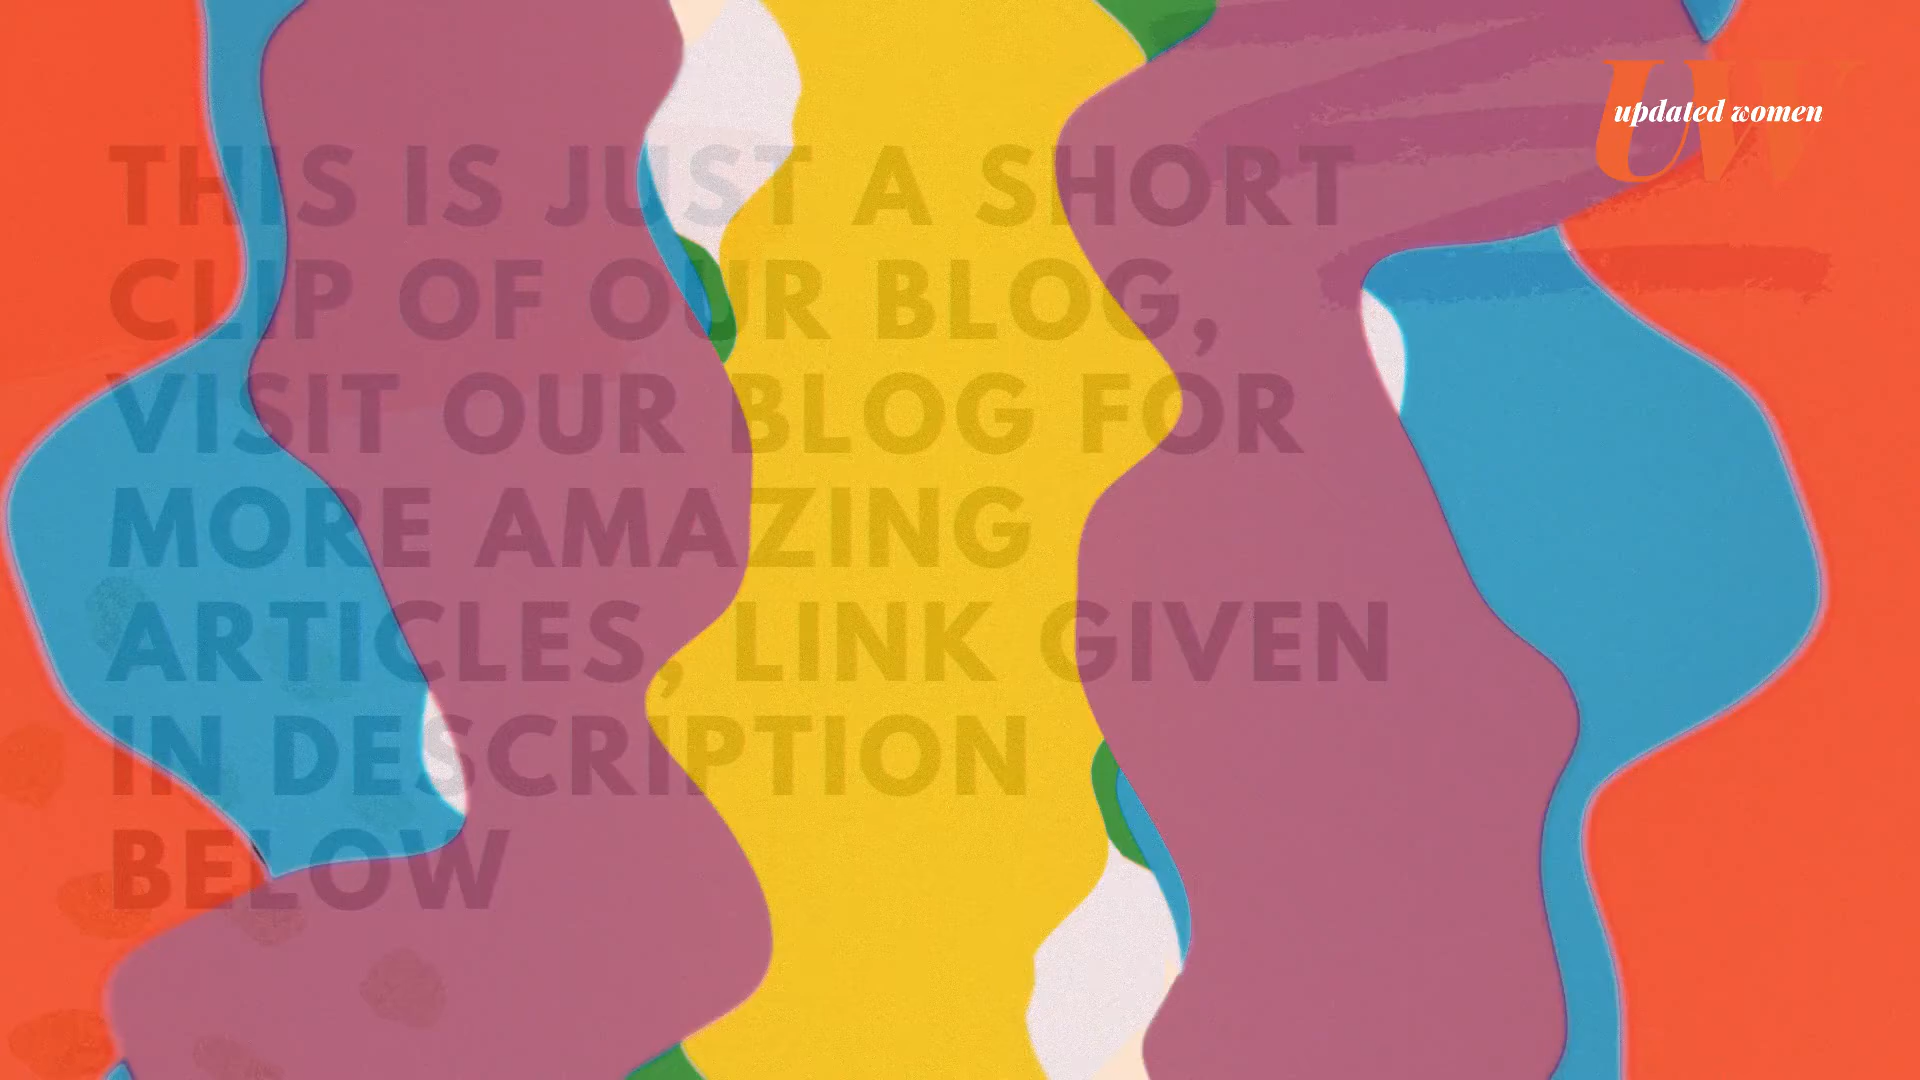 UW
updated women
THIS IS JUST A SHORT
CLIP OF OUR BLOG,
VISIT OUR BLOG FOR
MORE AMAZING
ARTICLES, LINK GIVEN
IN DESCRIPTION
BELOW